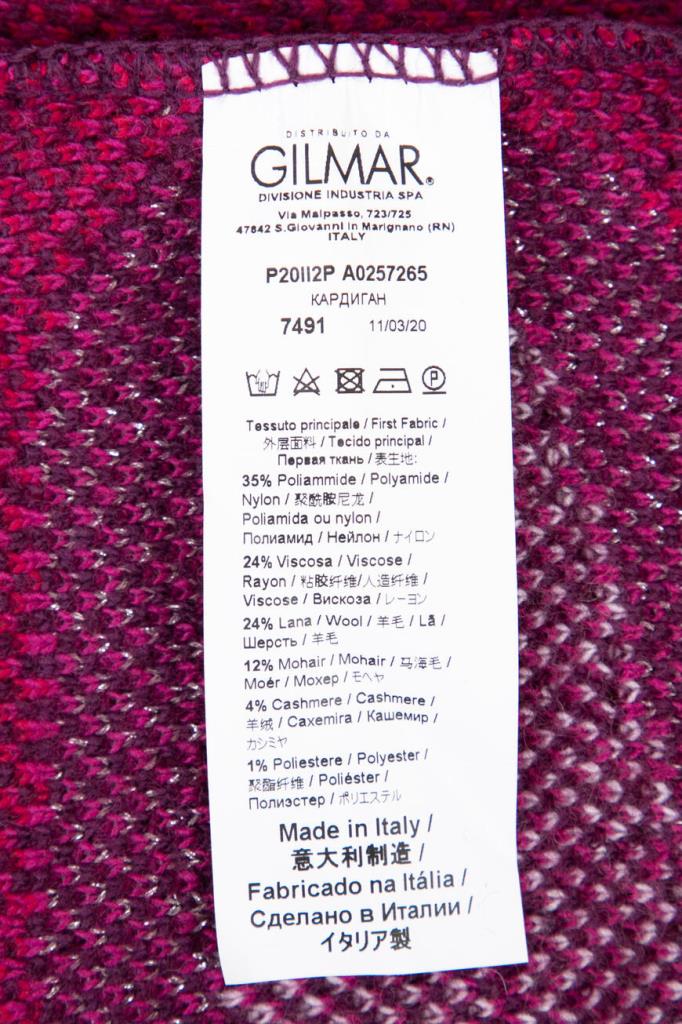 DISTRIBUITO DA
GILMAR®
DIVISIONE INDUSTRIA SPA
Via Malpasso, 723/725
47842 S.Giovanni in Marignano (RN)
ITALY
P20II2P A0257265
КАРДИГАН
7491 11/03/20
P
Tessuto principale / First Fabric /
外层面料 / Tecido principal /
Первая ткань / 表生地:
35% Poliammide / Polyamide /
Nylon / 聚酰胺尼龙 /
Poliamida ou nylon /
Полиамид / Нейлон / ナイロン
24% Viscosa / Viscose /
Rayon / 粘胶纤维/人造纤维 /
Viscose / Вискоза / レーヨン
24% Lana / Wool / 羊毛 / Lã /
Шерсть / 羊毛
12% Mohair / Mohair / 马海毛 /
Moér / Мохер / モヘヤ
4% Cashmere / Cashmere /
羊绒 / Caxemira / Кашемир /
カシミヤ
1% Poliestere / Polyester /
聚酯纤维 / Poliéster /
Полиэстер / ポリエステル
Made in Italy /
意大利制造 /
Fabricado na Itália /
Сделано в Италии /
イタリア製